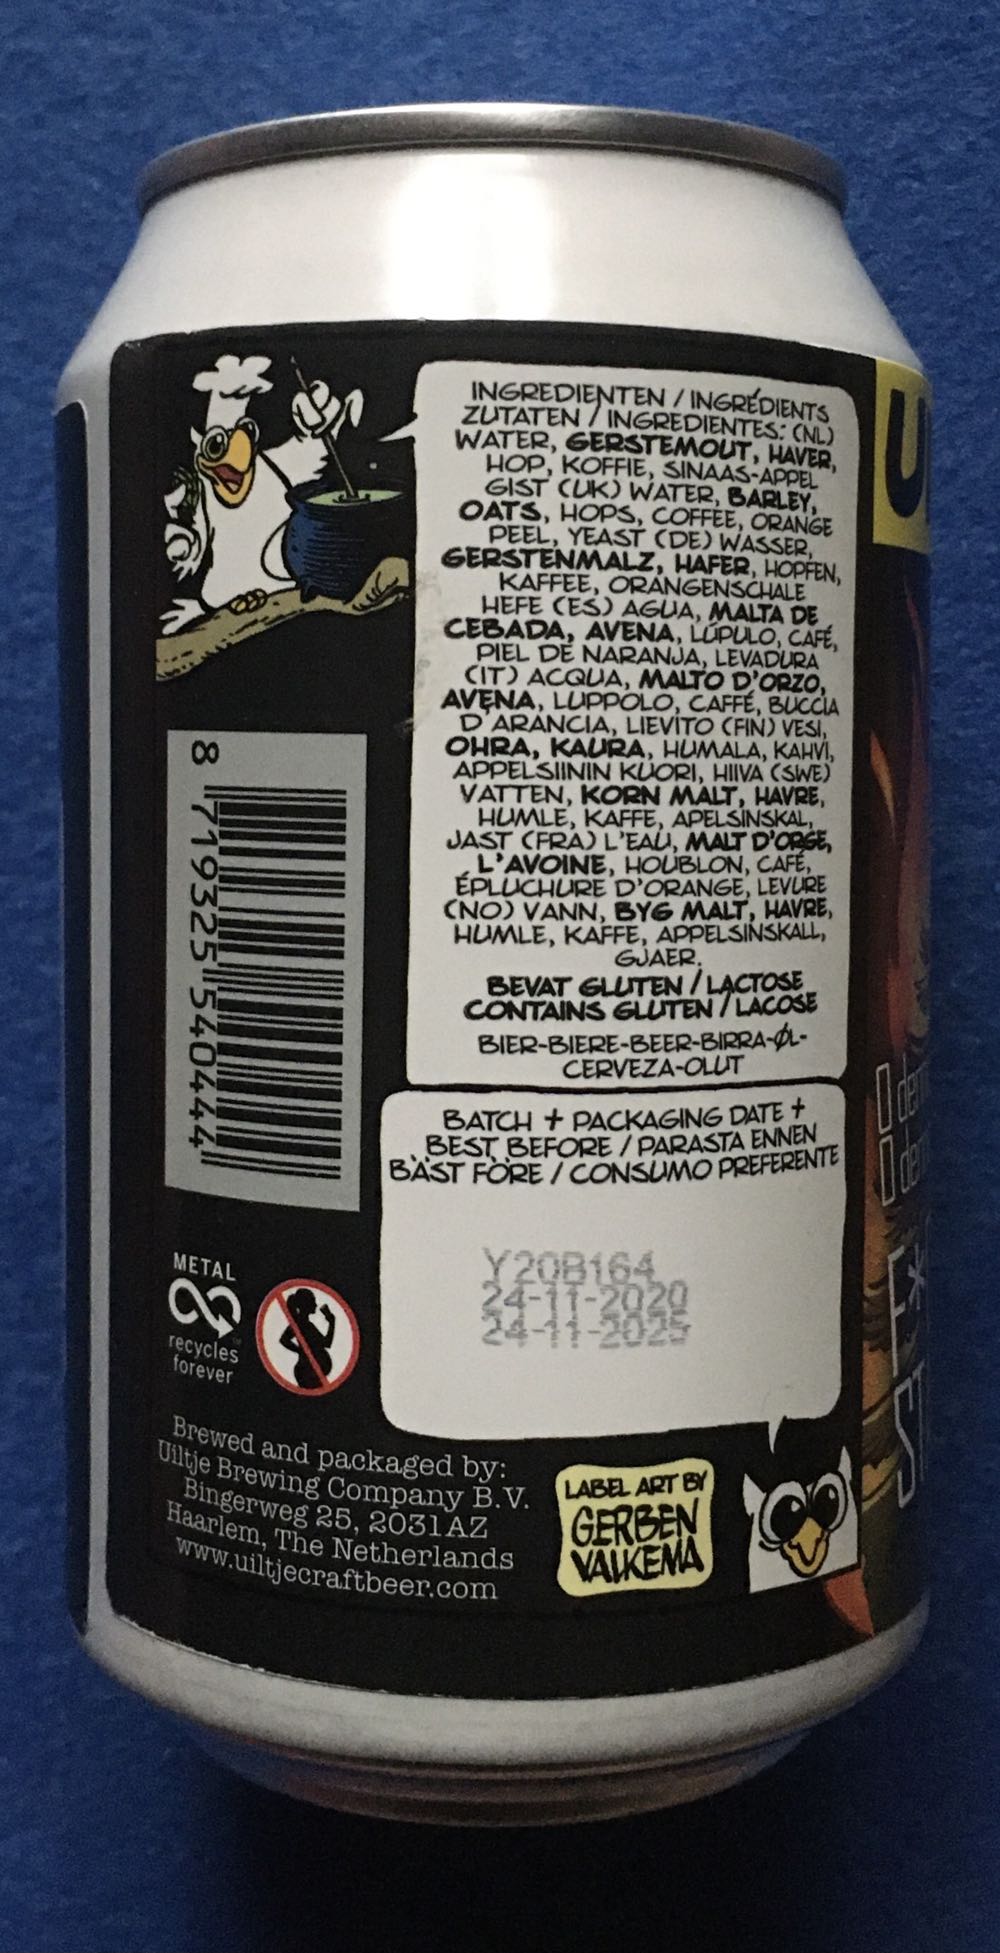 INGREDIENTEN / INGRÉDIENTS
ZUTATEN / INGREDIENTES: (NL)
WATER, GERSTEMOUT, HAVER,
HOP, KOFFIE, SINAAS-APPEL
GIST (UK) WATER, BARLEY,
OATS, HOPS, COFFEE, ORANGE
PEEL, YEAST (DE) WASSER,
GERSTENMALZ, HAFER, HOPFEN,
KAFFEE, ORANGENSCHALE
HEFE (ES) AGUA, MALTA DE
CEBADA, AVENA, LÚPULO, CAFÉ,
PIEL DE NARANJA, LEVADURA
(IT) ACQUA, MALTO D'ORZO,
AVENA, LUPPOLO, CAFFÉ, BUCCIA
D'ARANCIA, LIEVITO (FIN) VESI,
OHRA, KAURA, HUMALA, KAHVI,
APPELSIININ KUORI, HIIVA (SWE)
VATTEN, KORN MALT, HAVRE,
HUMLE, KAFFE, APELSINSKAL,
JAST (FRA) L'EAU, MALT D'ORGE,
L'AVOINE, HOUBLON, CAFÉ,
ÉPLUCHURE D'ORANGE, LEVURE
(NO) VANN, BYG MALT, HAVRE,
HUMLE, KAFFE, APPELSINSKALL,
GJAER.
BEVAT GLUTEN / LACTOSE
CONTAINS GLUTEN / LACOSE
BIER-BIERE-BEER-BIRRA-ØL-
CERVEZA-OLUT
8 719325 540444
BATCH + PACKAGING DATE +
BEST BEFORE / PARASTA ENNEN
BÄST FÖRE / CONSUMO PREFERENTE
Y20B164
24-11-2020
24-11-2025
METAL
recycles
forever
Brewed and packaged by:
Uiltje Brewing Company B.V.
Bingerweg 25, 2031AZ
Haarlem, The Netherlands
www.uiltjecraftbeer.com
LABEL ART BY
GERBEN
VALKEMA
U
I
I
ST